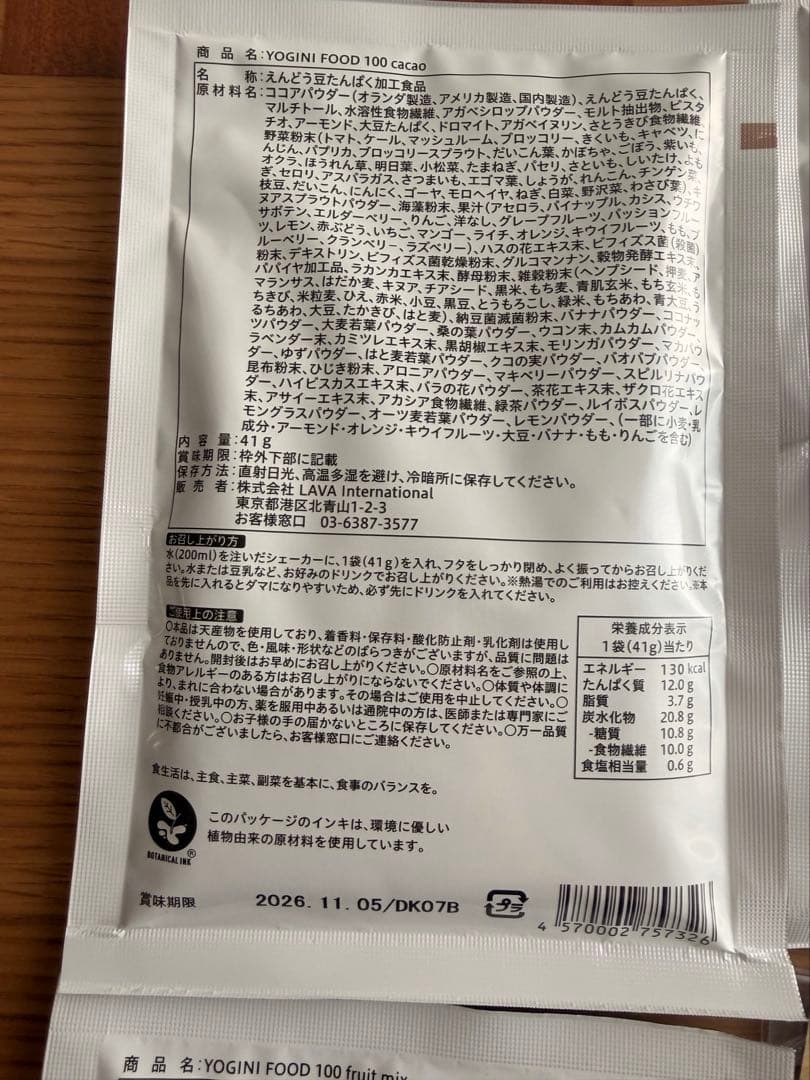 商 品 名:YOGINI FOOD 100 cacao
名 称:えんどう豆たんぱく加工食品
原材料名:ココアパウダー(オランダ製造、アメリカ製造、国内製造)、えんどう豆たんぱく、
マルチトール、水溶性食物繊維、アガベシロップパウダー、モルト抽出物、ピスタ
チオ、アーモンド、大豆たんぱく、ドロマイト、アガベイヌリン、さとうきび食物繊維、
野菜粉末(トマト、ケール、マッシュルーム、ブロッコリー、きくいも、キャベツ、に
んじん、パプリカ、ブロッコリースプラウト、だいこん葉、かぼちゃ、ごぼう、紫いも、
オクラ、ほうれん草、明日葉、小松菜、たまねぎ、パセリ、さといも、しいたけ、よも
ぎ、セロリ、アスパラガス、さつまいも、エゴマ葉、しょうが、れんこん、チンゲン菜、
枝豆、だいこん、にんにく、ゴーヤ、モロヘイヤ、ねぎ、白菜、野沢菜、わさび葉)、キ
ヌアスプラウトパウダー、海藻粉末、果汁(アセロラ、パイナップル、カシス、ウチワ
サボテン、エルダーベリー、りんご、洋なし、グレープフルーツ、パッションフルー
ツ、レモン、赤ぶどう、いちご、マンゴー、ライチ、オレンジ、キウイフルーツ、もも、ブ
ルーベリー、クランベリー、ラズベリー)、ハスの花エキス末、ビフィズス菌(殺菌)
粉末、デキストリン、ビフィズス菌乾燥粉末、グルコマンナン、穀物発酵エキス末、
パパイヤ加工品、ラカンカエキス末、酵母粉末、雑穀粉末(ヘンプシード、押麦、ア
マランサス、はだか麦、キヌア、チアシード、黒米、もち麦、青肌玄米、もち玄米、も
ちきび、米粒麦、ひえ、赤米、小豆、黒豆、とうもろこし、緑米、もちあわ、青大豆、う
るちあわ、大豆、たかきび、はと麦)、納豆菌滅菌粉末、バナナパウダー、ココナッ
ツパウダー、大麦若葉パウダー、桑の葉パウダー、ウコン末、カムカムパウダー、
ラベンダー末、カミツレエキス末、黒胡椒エキス末、モリンガパウダー、マカパウ
ダー、ゆずパウダー、はと麦若葉パウダー、クコの実パウダー、バオバブパウダー、
昆布粉末、ひじき粉末、アロニアパウダー、マキベリーパウダー、スピルリナパウ
ダー、ハイビスカスエキス末、バラの花パウダー、茶花エキス末、ザクロ花エキス
末、アサイーエキス末、アカシア食物繊維、緑茶パウダー、ルイボスパウダー、レ
モングラスパウダー、オーツ麦若葉パウダー、レモンパウダー、(一部に小麦・乳
成分・アーモンド・オレンジ・キウイフルーツ・大豆・バナナ・もも・りんごを含む)
内 容 量:41g
賞味期限:枠外下部に記載
保存方法:直射日光、高温多湿を避け、冷暗所に保存してください。
販 売 者:株式会社 LAVA International
東京都港区北青山1-2-3
お客様窓口 03-6387-3577
お召し上がり方
水(200ml)を注いだシェーカーに、1袋(41g)を入れ、フタをしっかり閉め、よく振ってからお召し上がりくだ
さい。水または豆乳など、お好みのドリンクでお召し上がりください。※熱湯でのご利用はお控えください。※本
品を先に入れるとダマになりやすいため、必ず先にドリンクを入れてください。
ご使用上の注意
〇本品は天産物を使用しており、着香料・保存料・酸化防止剤・乳化剤は使用し
ておりませんので、色・風味・形状などのばらつきがございますが、品質に問題は
ありません。開封後はお早めにお召し上がりください。〇原材料名をご参照の上、
食物アレルギーのある方はお召し上がりにならないでください。〇体質や体調に
より、まれに合わない場合があります。その場合はご使用を中止してください。〇
妊娠中・授乳中の方、薬を服用中あるいは通院中の方は、医師または専門家にご
相談ください。〇お子様の手の届かないところに保存してください。〇万一品質
に不都合がございましたら、お客様窓口にご連絡ください。
栄養成分表示
1袋(41g)当たり
エネルギー 130 kcal
たんぱく質 12.0 g
脂質 3.7 g
炭水化物 20.8 g
-糖質 10.8 g
-食物繊維 10.0 g
食塩相当量 0.6 g
食生活は、主食、主菜、副菜を基本に、食事のバランスを。
BOTANICAL INK ®
このパッケージのインキは、環境に優しい
植物由来の原材料を使用しています。
賞味期限 2026. 11. 05/DK07B
プラ
4 570002 757326
商 品 名:YOGINI FOOD 100 fruit mix